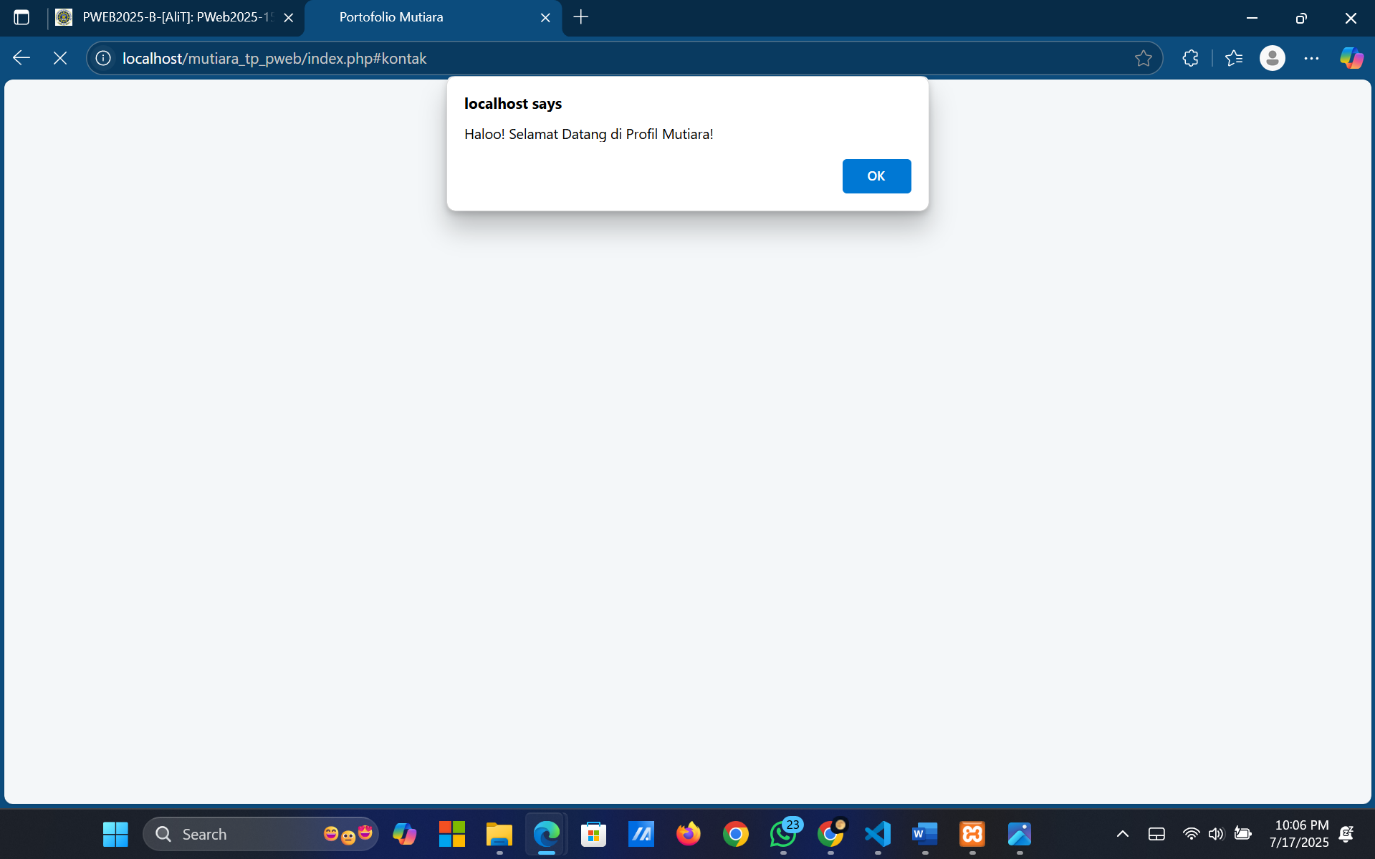 PWEB2025-B-[AliT]: PWeb2025-15
Portofolio Mutiara
localhost/mutiara_tp_pweb/index.php#kontak
localhost says
Haloo! Selamat Datang di Profil Mutiara!
OK
Search
23
10:06 PM
7/17/2025